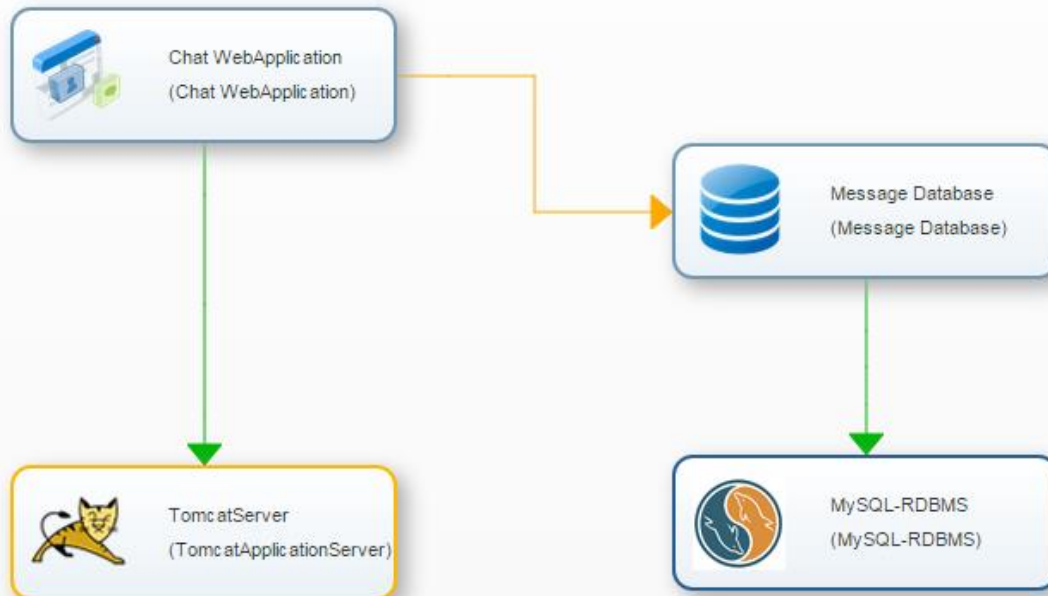 Chat WebApplication
(Chat WebApplication)
Message Database
(Message Database)
TomcatServer
(TomcatApplicationServer)
MySQL-RDBMS
(MySQL-RDBMS)